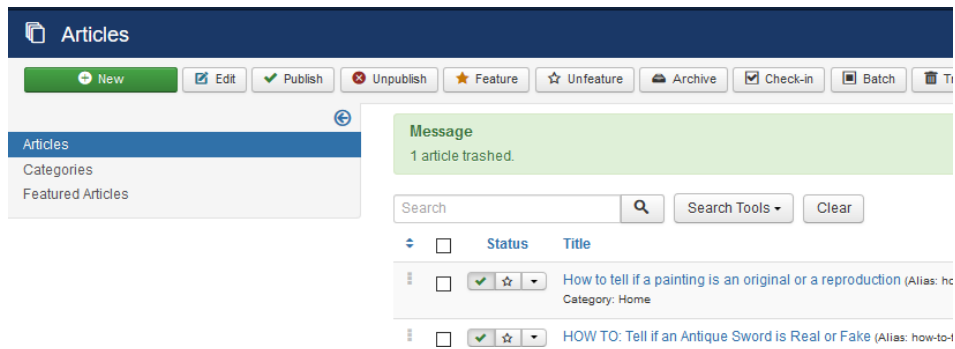 Articles
New Edit Publish Unpublish Feature Unfeature Archive Check-in Batch
Articles
Categories
Featured Articles
Message
1 article trashed.
Search Search Tools Clear
Status Title
How to tell if a painting is an original or a reproduction (Alias:
Category: Home
HOW TO: Tell if an Antique Sword is Real or Fake (Alias: